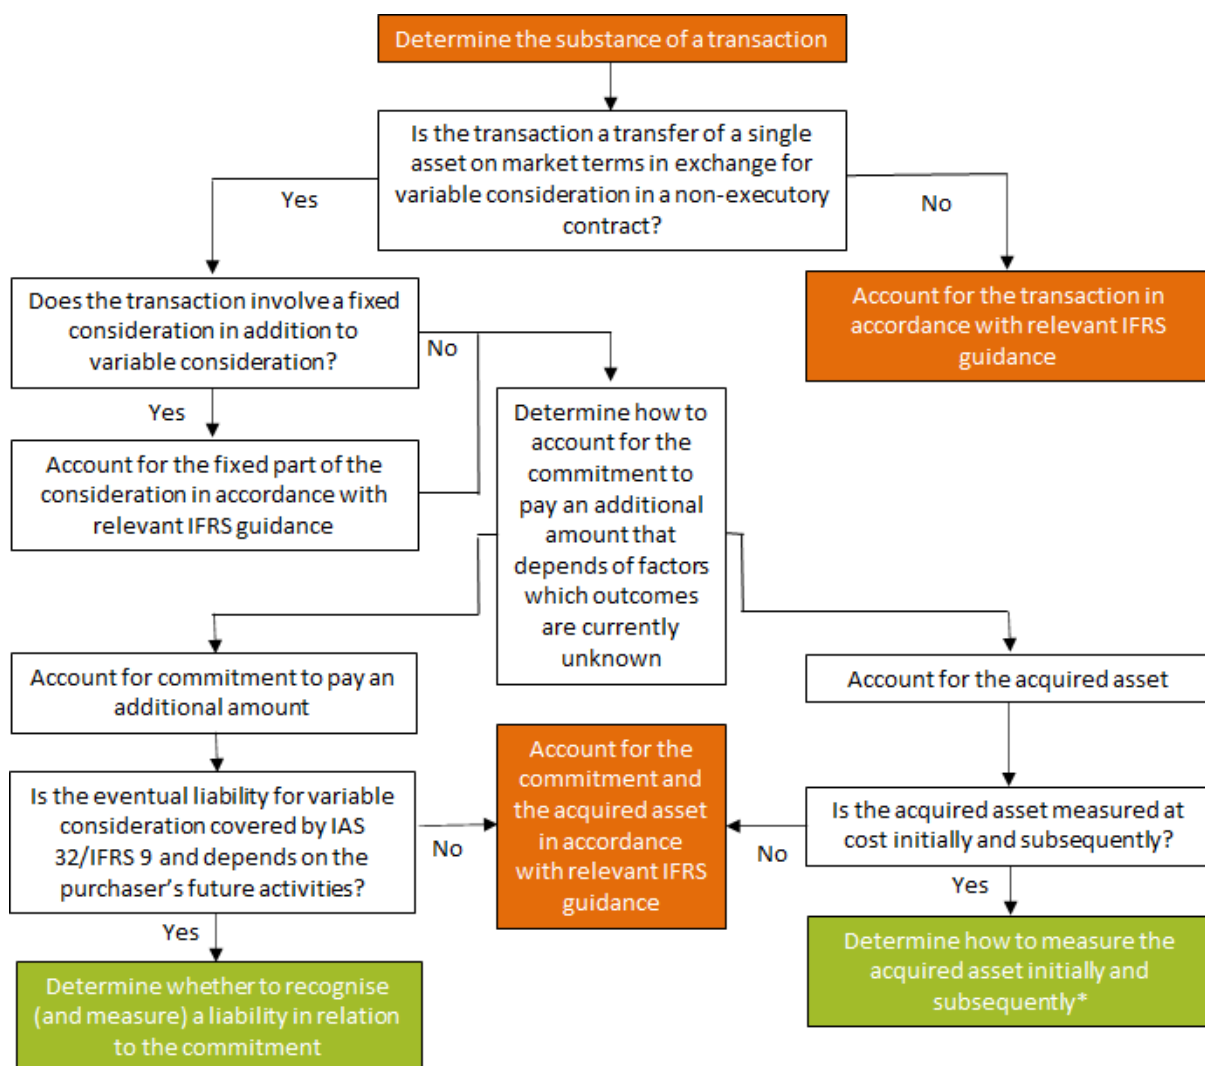 Determine the substance of a transaction
Is the transaction a transfer of a single
asset on market terms in exchange for
variable consideration in a non-executory
contract?
Yes
No
Does the transaction involve a fixed
consideration in addition to
variable consideration?
No
Account for the transaction in
accordance with relevant IFRS
guidance
Yes
Account for the fixed part of the
consideration in accordance with
relevant IFRS guidance
Determine how to
account for the
commitment to
pay an additional
amount that
depends of factors
which outcomes
are currently
unknown
Account for commitment to pay an
additional amount
Account for the acquired asset
Is the eventual liability for variable
consideration covered by IAS
32/IFRS 9 and depends on the
purchaser's future activities?
No
Account for the
commitment and
the acquired asset
in accordance
with relevant IFRS
guidance
No
Is the acquired asset measured at
cost initially and subsequently?
Yes
Yes
Determine whether to recognise
(and measure) a liability in relation
to the commitment
Determine how to measure the
acquired asset initially and
subsequently*